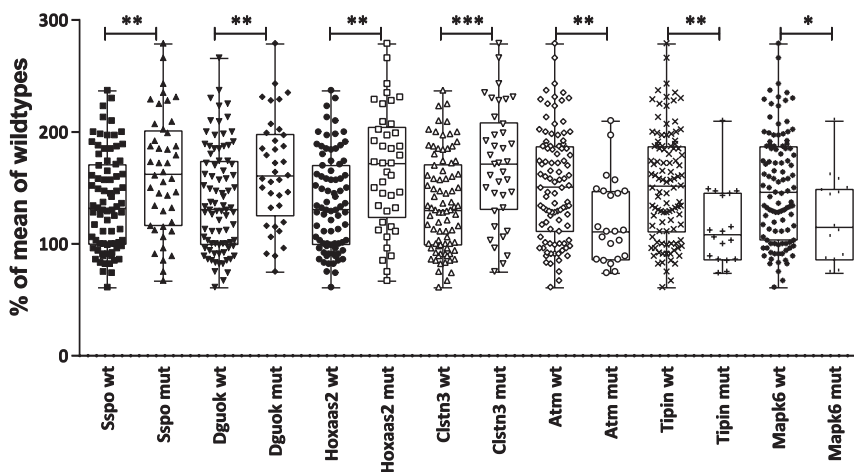 300
** ** ** *** ** ** *
200
100
0
% of mean of wildtypes
Sspo wt
Sspo mut
Dguok wt
Dguok mut
Hoxaas2 wt
Hoxaas2 mut
Clstn3 wt
Clstn3 mut
Atm wt
Atm mut
Tipin wt
Tipin mut
Mapk6 wt
Mapk6 mut